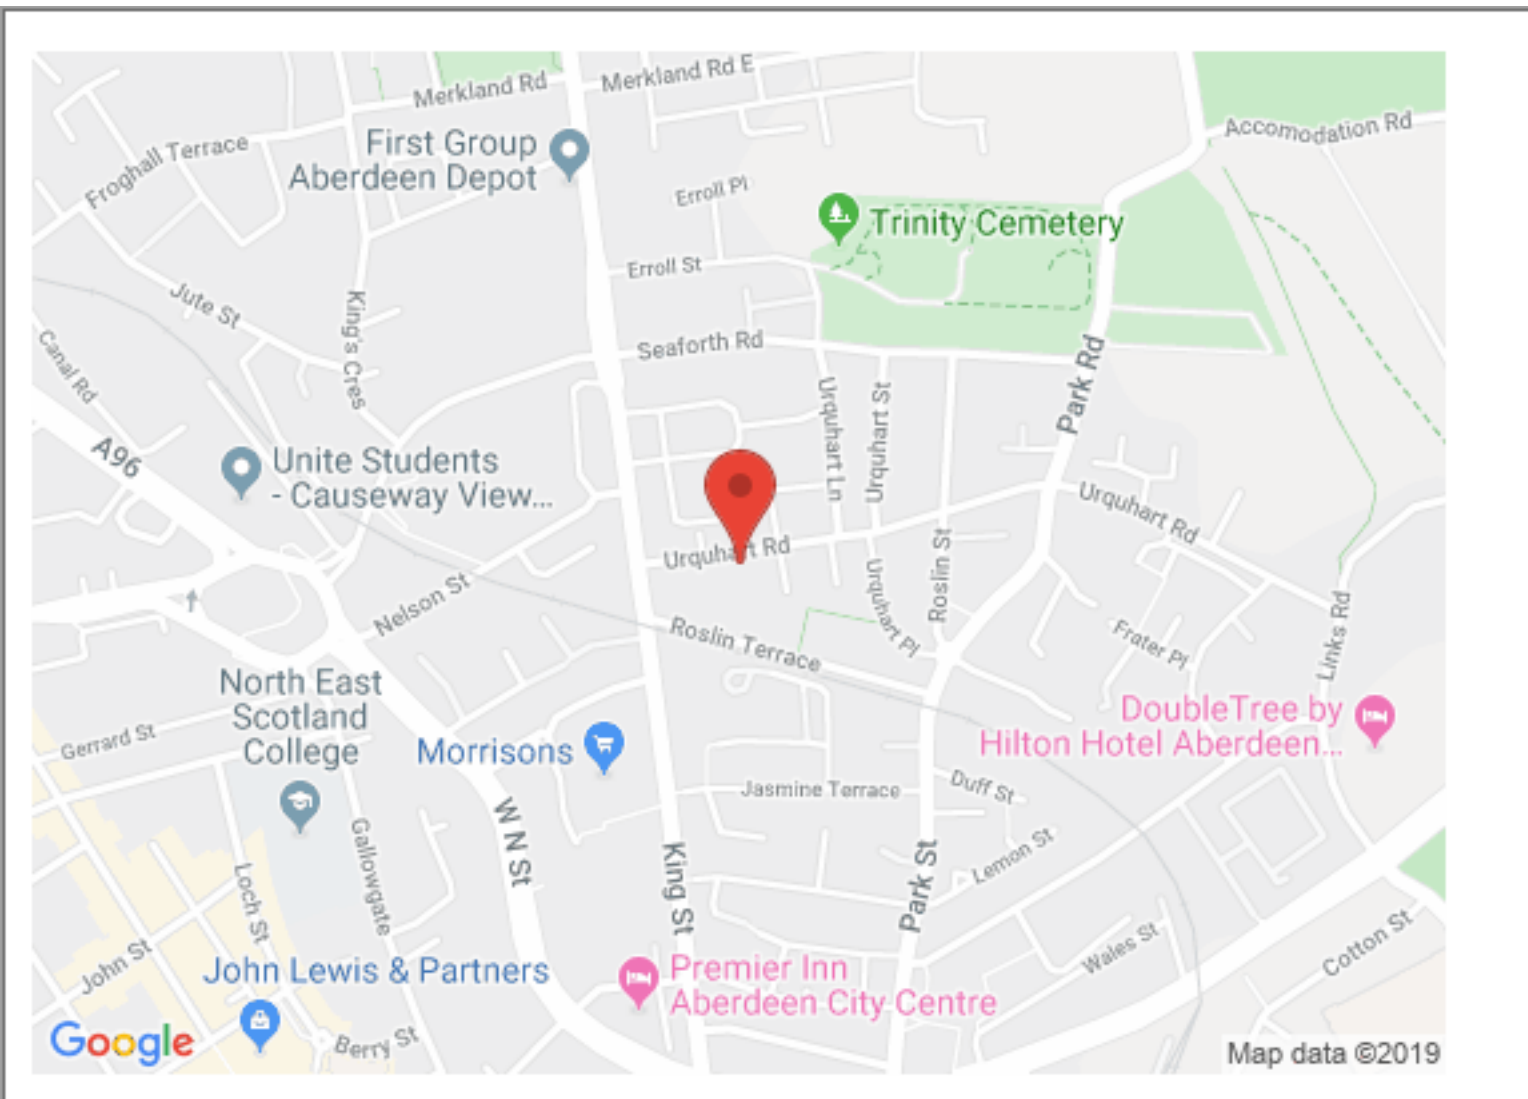 Merkland Rd
Merkland Rd E
Accomodation Rd
Froghall Terrace
First Group
Aberdeen Depot
Erroll Pl
Trinity Cemetery
Erroll St
Jute St
King's Cres
Canal Rd
Seaforth Rd
Park Rd
Urquhart Ln
Urquhart St
A96
Unite Students
- Causeway View...
Urquhart Rd
Urquhart Rd
Roslin St
Urquhart Pl
Nelson St
Roslin Terrace
Frater Pl
Links Rd
North East
Scotland
College
Gerrard St
Morrisons
DoubleTree by
Hilton Hotel Aberdeen...
Jasmine Terrace
Duff St
W N St
Gallowgate
King St
Park St
Lemon St
Loch St
John St
Wales St
Cotton St
John Lewis & Partners
Premier Inn
Aberdeen City Centre
Berry St
Google
Map data ©2019